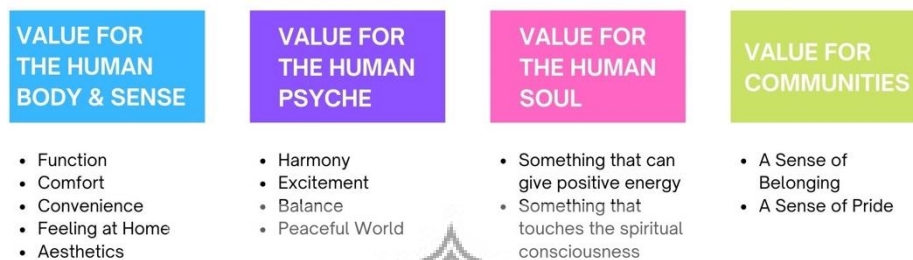 VALUE FOR
THE HUMAN
BODY & SENSE
• Function
• Comfort
• Convenience
• Feeling at Home
• Aesthetics
VALUE FOR
THE HUMAN
PSYCHE
• Harmony
• Excitement
• Balance
• Peaceful World
VALUE FOR
THE HUMAN
SOUL
• Something that can
give positive energy
• Something that
touches the spiritual
consciousness
VALUE FOR
COMMUNITIES
• A Sense of
Belonging
• A Sense of Pride